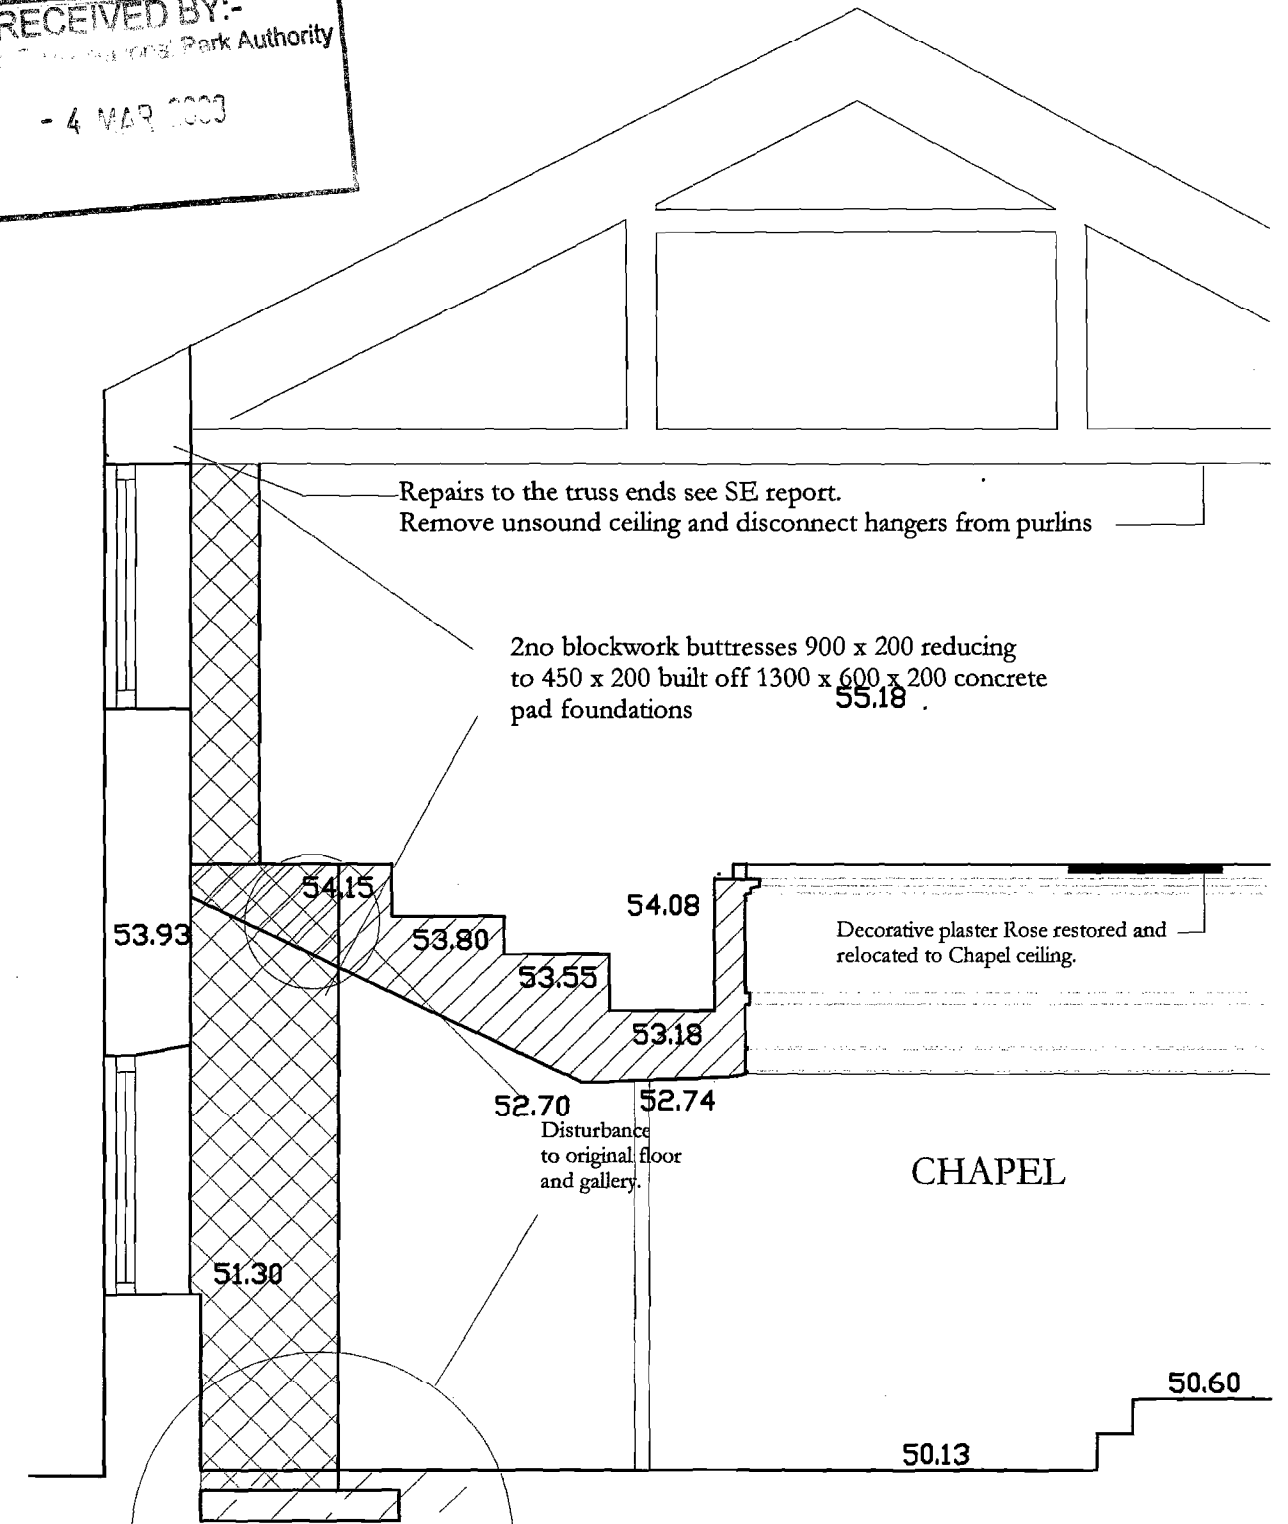 RECEIVED BY:-
National Park Authority
- 4 MAR
Repairs to the truss ends see SE report.
Remove unsound ceiling and disconnect hangers from purlins
2no blockwork buttresses 900 x 200 reducing
to 450 x 200 built off 1300 x 600 x 200 concrete
pad foundations
55.18
54.15
54.08
53.93
53.80
Decorative plaster Rose restored and
relocated to Chapel ceiling.
53.55
53.18
52.70
52.74
Disturbance
to original floor
and gallery.
CHAPEL
51.30
50.60
50.13